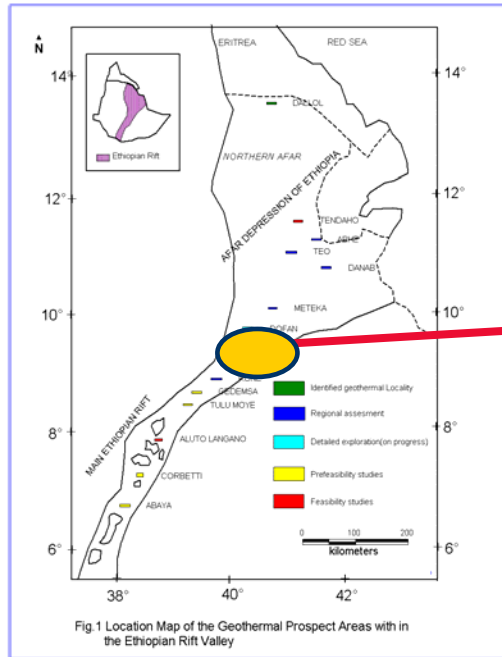 ERITREA
RED SEA
N
14°
14°
DALLOL
NORTHERN AFAR
Ethiopian Rift
AFAR DEPRESSION OF ETHIOPIA
12°
12°
TENDAHO
ABHE
TEO
DANAB
METEKA
10°
10°
DOFAN
GEDEMSA
TULU MOYE
MAIN ETHIOPIAN RIFT
8°
8°
ALUTO LANGANO
CORBETTI
ABAYA
6°
6°
Identified geothermal Locality
Regional assesment
Detailed exploration(on progress)
Prefeasibility studies
Feasibility studies
0
100
200
kilometers
38°
40°
42°
Fig.1 Location Map of the Geothermal Prospect Areas with in
the Ethiopian Rift Valley